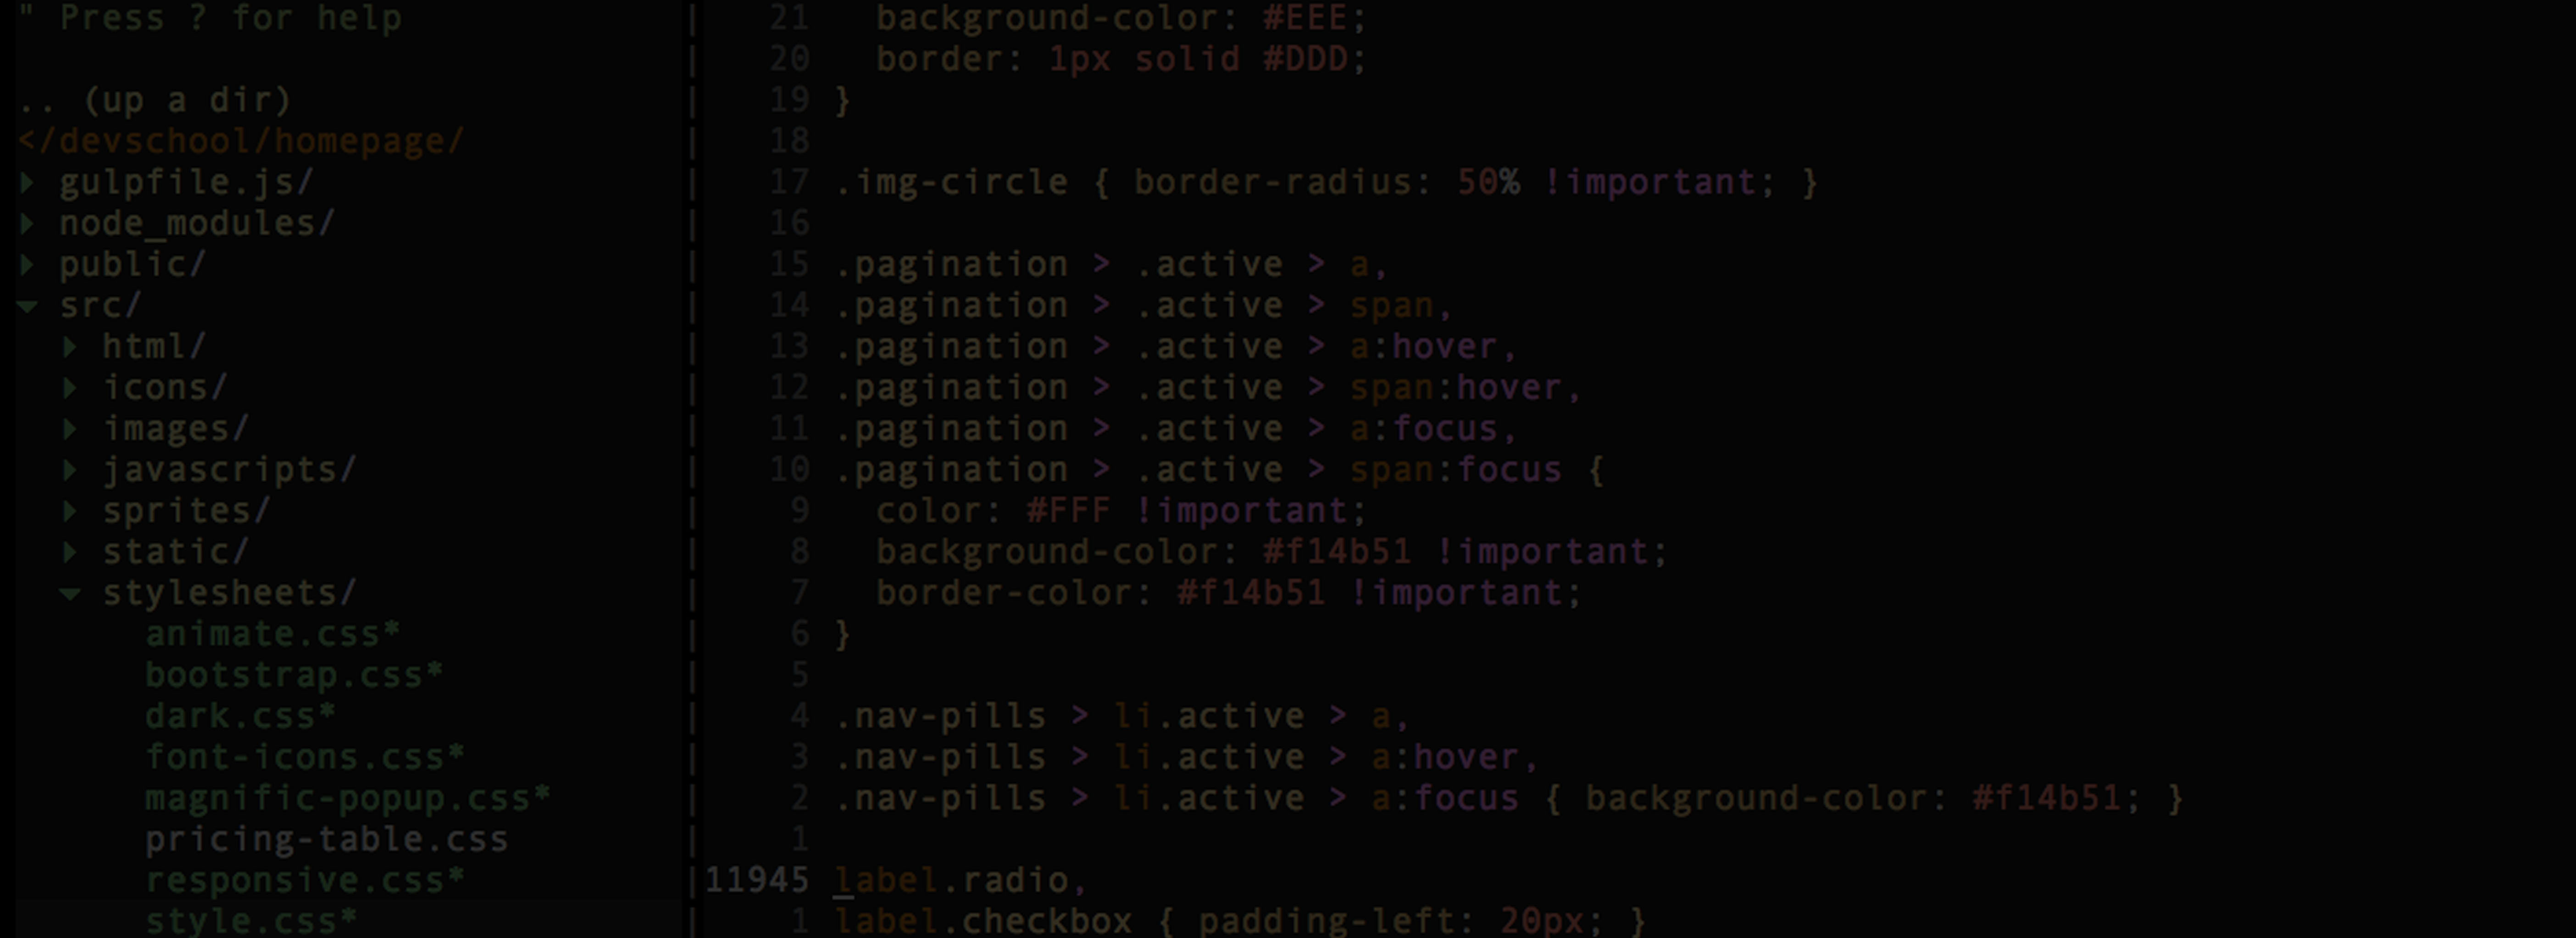 " Press ? for help
.. (up a dir)
</devschool/homepage/
▸ gulpfile.js/
▸ node_modules/
▸ public/
▾ src/
▸ html/
▸ icons/
▸ images/
▸ javascripts/
▸ sprites/
▸ static/
▾ stylesheets/
animate.css*
bootstrap.css*
dark.css*
font-icons.css*
magnific-popup.css*
pricing-table.css
responsive.css*
style.css*
21 background-color: #EEE;
20 border: 1px solid #DDD;
19 }
18
17 .img-circle { border-radius: 50% !important; }
16
15 .pagination > .active > a,
14 .pagination > .active > span,
13 .pagination > .active > a:hover,
12 .pagination > .active > span:hover,
11 .pagination > .active > a:focus,
10 .pagination > .active > span:focus {
9 color: #FFF !important;
8 background-color: #f14b51 !important;
7 border-color: #f14b51 !important;
6 }
5
4 .nav-pills > li.active > a,
3 .nav-pills > li.active > a:hover,
2 .nav-pills > li.active > a:focus { background-color: #f14b51; }
1
11945 label.radio,
1 label.checkbox { padding-left: 20px; }